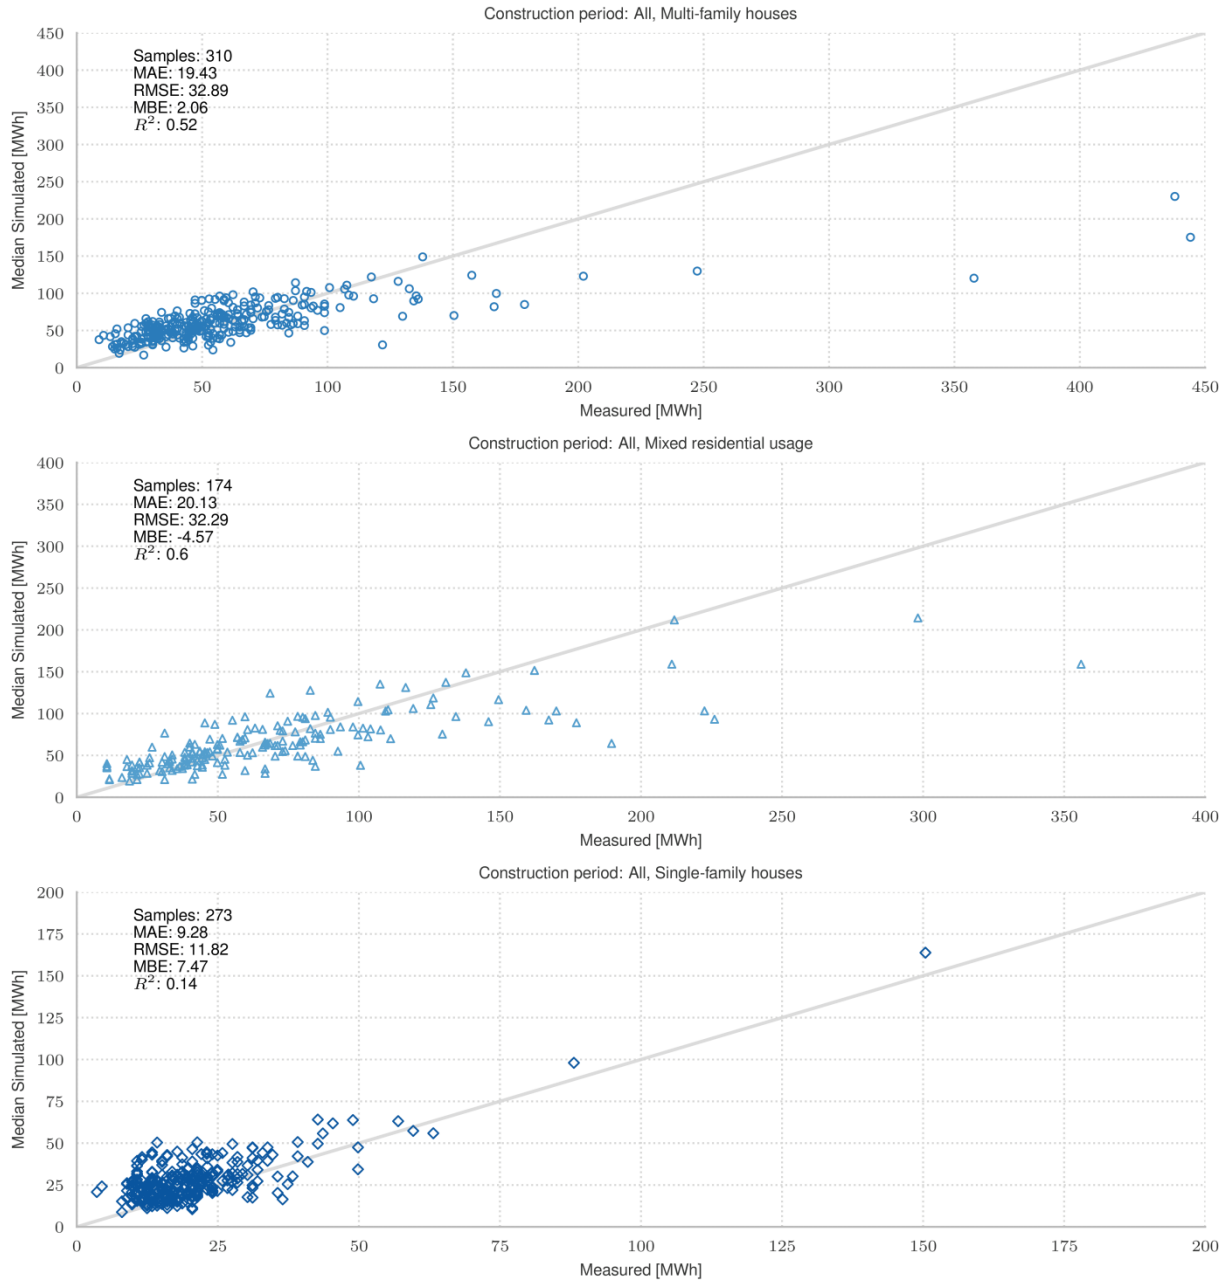 Construction period: All, Multi-family houses
450
400
350
300
250
200
150
100
50
0
Median Simulated [MWh]
Samples: 310
MAE: 19.43
RMSE: 32.89
MBE: 2.06
R²: 0.52
0 50 100 150 200 250 300 350 400 450
Measured [MWh]
Construction period: All, Mixed residential usage
400
350
300
250
200
150
100
50
0
Median Simulated [MWh]
Samples: 174
MAE: 20.13
RMSE: 32.29
MBE: -4.57
R²: 0.6
0 50 100 150 200 250 300 350 400
Measured [MWh]
Construction period: All, Single-family houses
200
175
150
125
100
75
50
25
0
Median Simulated [MWh]
Samples: 273
MAE: 9.28
RMSE: 11.82
MBE: 7.47
R²: 0.14
0 25 50 75 100 125 150 175 200
Measured [MWh]